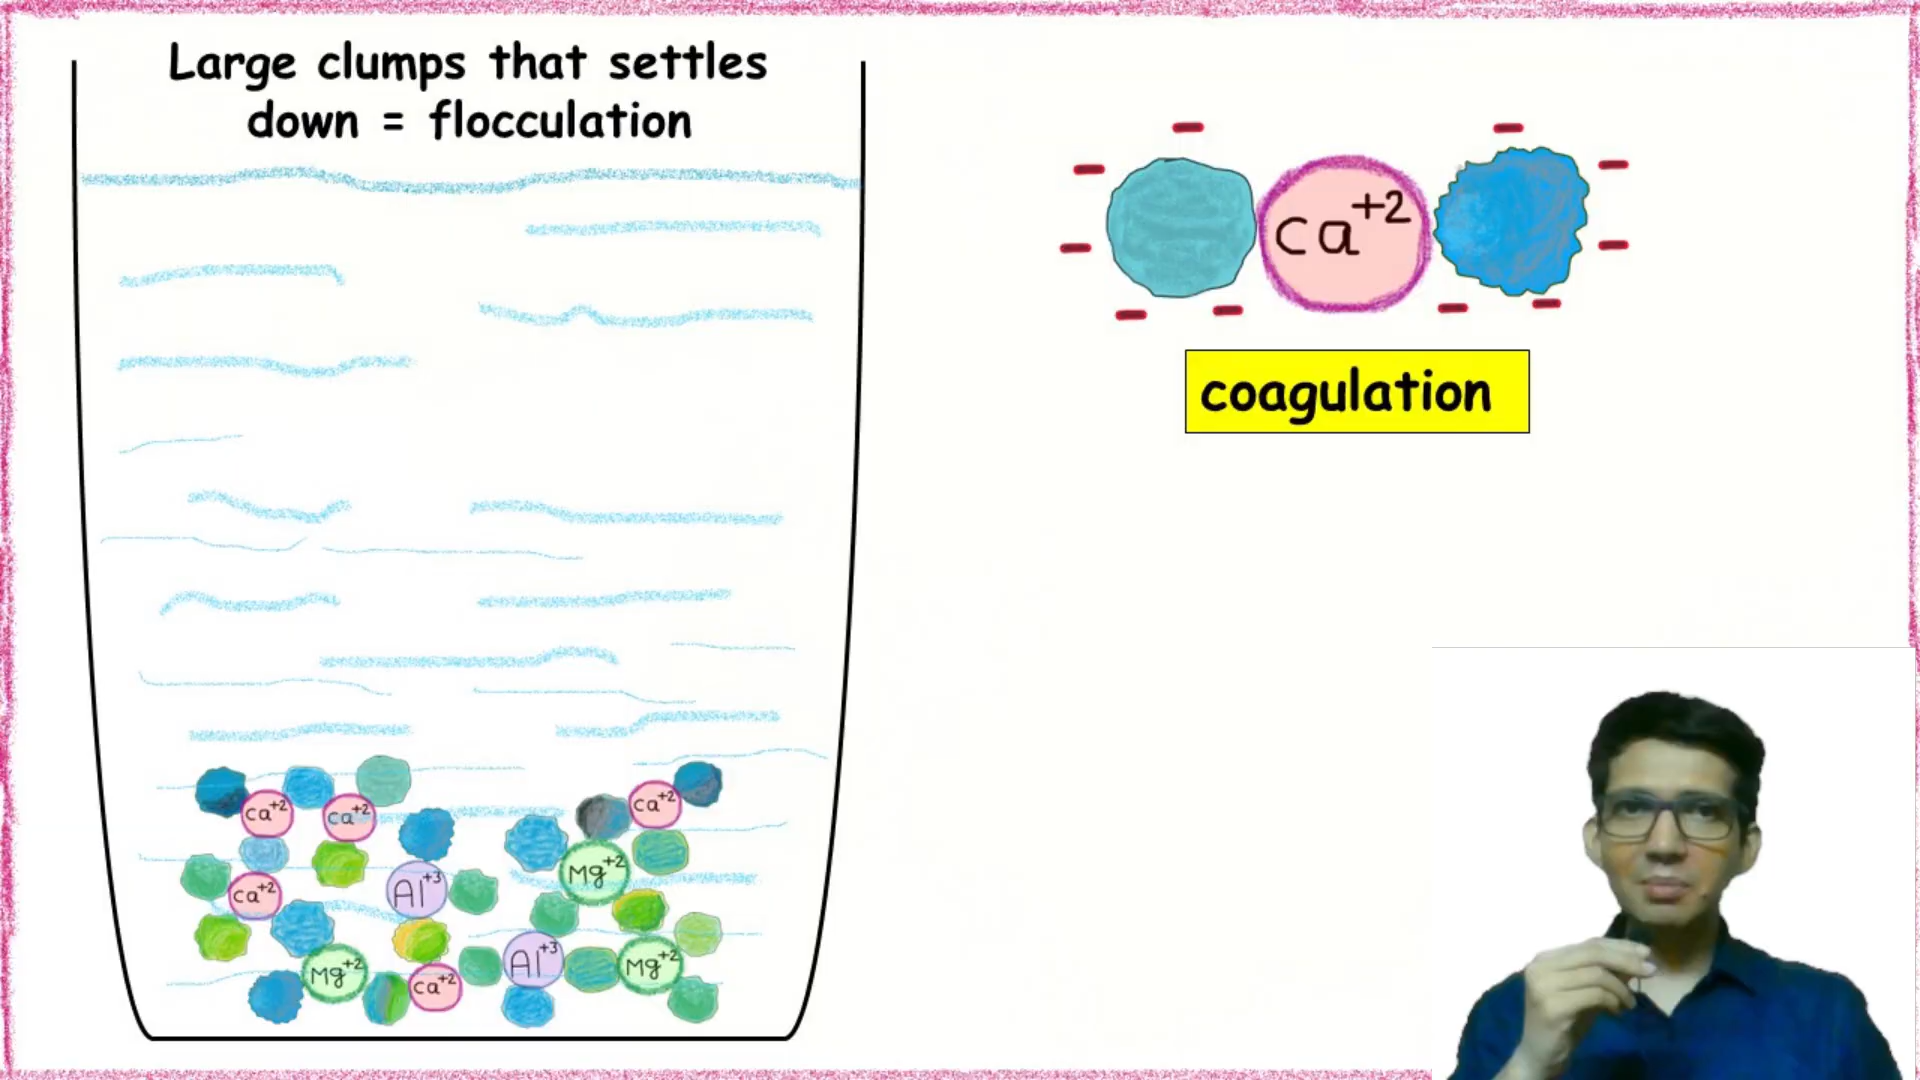 Large clumps that settles
down = flocculation
ca+2
coagulation
ca+2
ca+2
ca+2
Mg+2
Al+3
ca+2
Al+3
Mg+2
Mg+2
ca+2